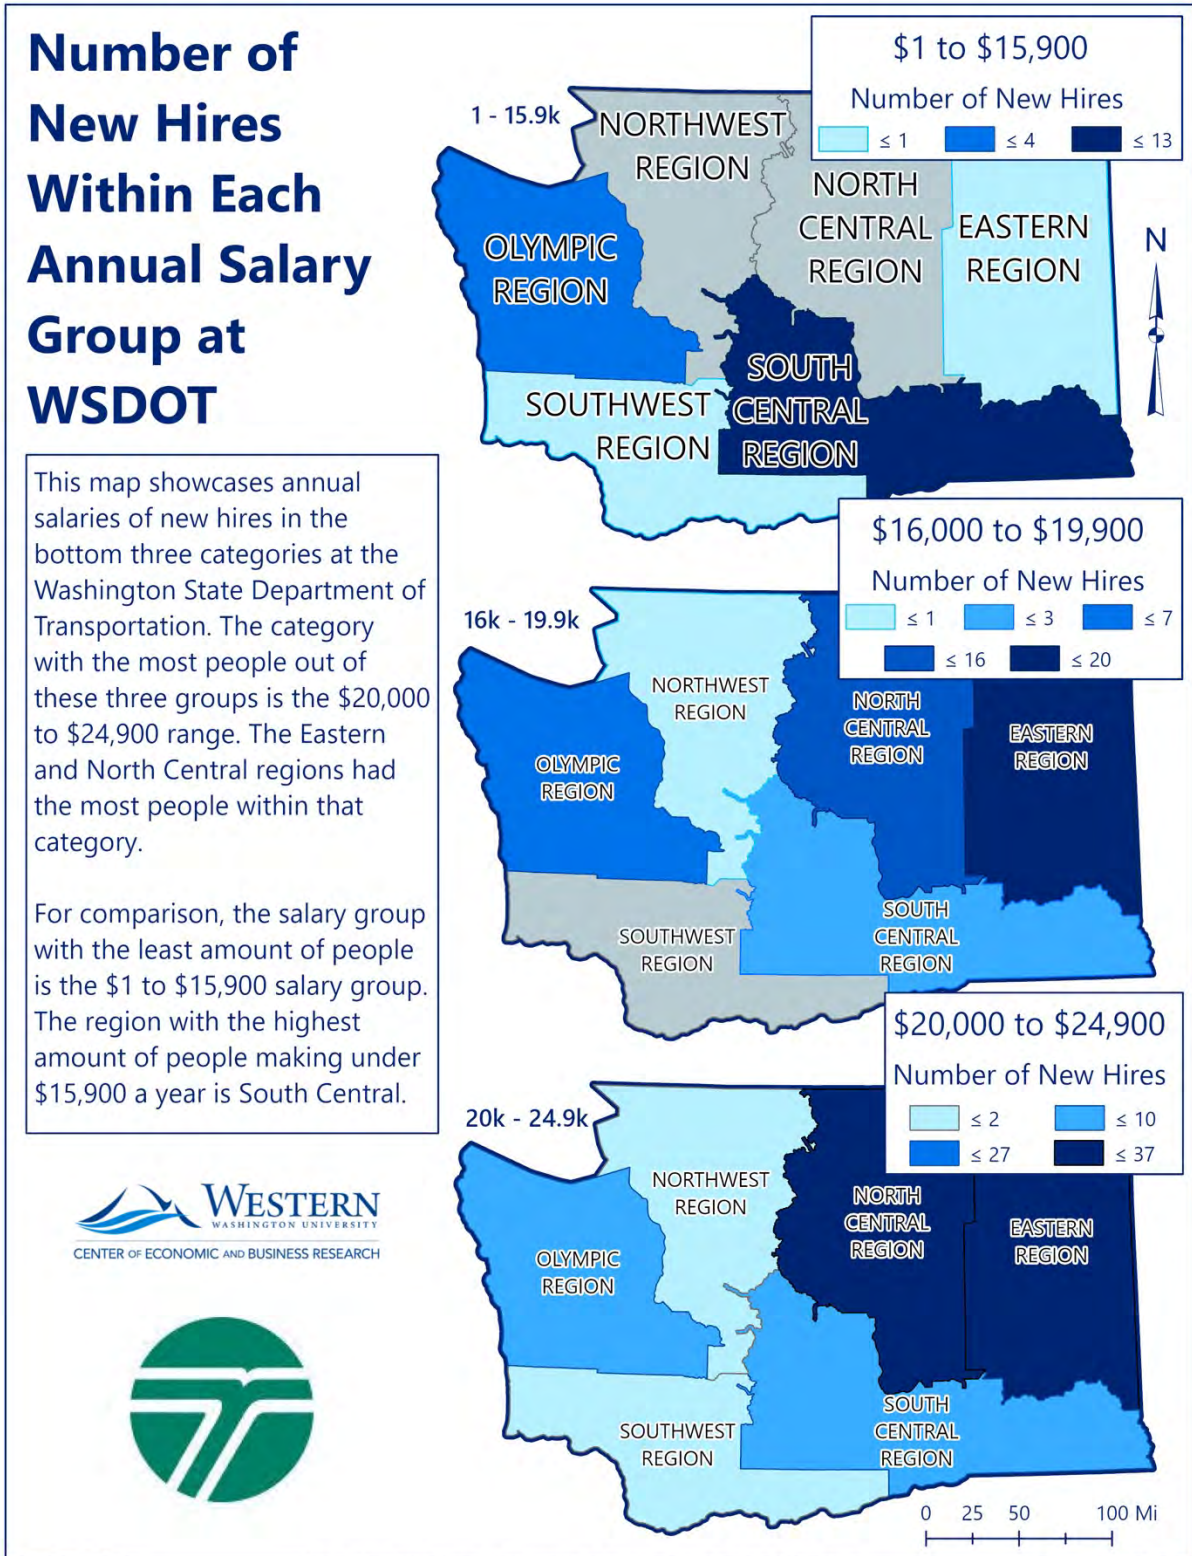 Number of
New Hires
Within Each
Annual Salary
Group at
WSDOT
This map showcases annual
salaries of new hires in the
bottom three categories at the
Washington State Department of
Transportation. The category
with the most people out of
these three groups is the $20,000
to $24,900 range. The Eastern
and North Central regions had
the most people within that
category.
For comparison, the salary group
with the least amount of people
is the $1 to $15,900 salary group.
The region with the highest
amount of people making under
$15,900 a year is South Central.
WESTERN
WASHINGTON UNIVERSITY
CENTER OF ECONOMIC AND BUSINESS RESEARCH
$1 to $15,900
Number of New Hires
≤ 1 ≤ 4 ≤ 13
1 - 15.9k
NORTHWEST
REGION
NORTH
CENTRAL
REGION
EASTERN
REGION
OLYMPIC
REGION
SOUTH
CENTRAL
REGION
SOUTHWEST
REGION
N
$16,000 to $19,900
Number of New Hires
≤ 1 ≤ 3 ≤ 7
≤ 16 ≤ 20
16k - 19.9k
NORTHWEST
REGION
NORTH
CENTRAL
REGION
EASTERN
REGION
OLYMPIC
REGION
SOUTH
CENTRAL
REGION
SOUTHWEST
REGION
$20,000 to $24,900
Number of New Hires
≤ 2 ≤ 10
≤ 27 ≤ 37
20k - 24.9k
NORTHWEST
REGION
NORTH
CENTRAL
REGION
EASTERN
REGION
OLYMPIC
REGION
SOUTH
CENTRAL
REGION
SOUTHWEST
REGION
0 25 50 100 Mi